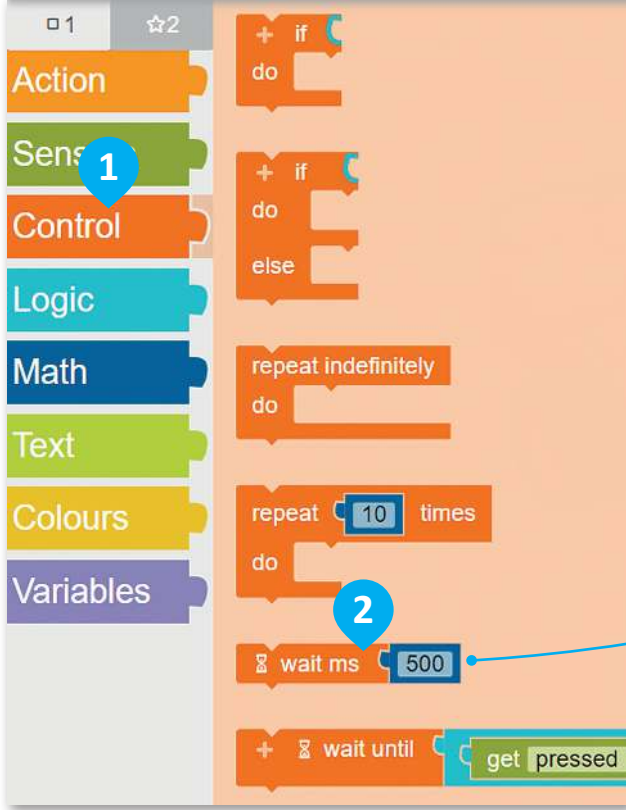 1 2
Action
Sens
1
Control
Logic
Math
Text
Colours
Variables
+ if
do
+ if
do
else
repeat indefinitely
do
repeat 10 times
do
2
wait ms 500
+ wait until get pressed